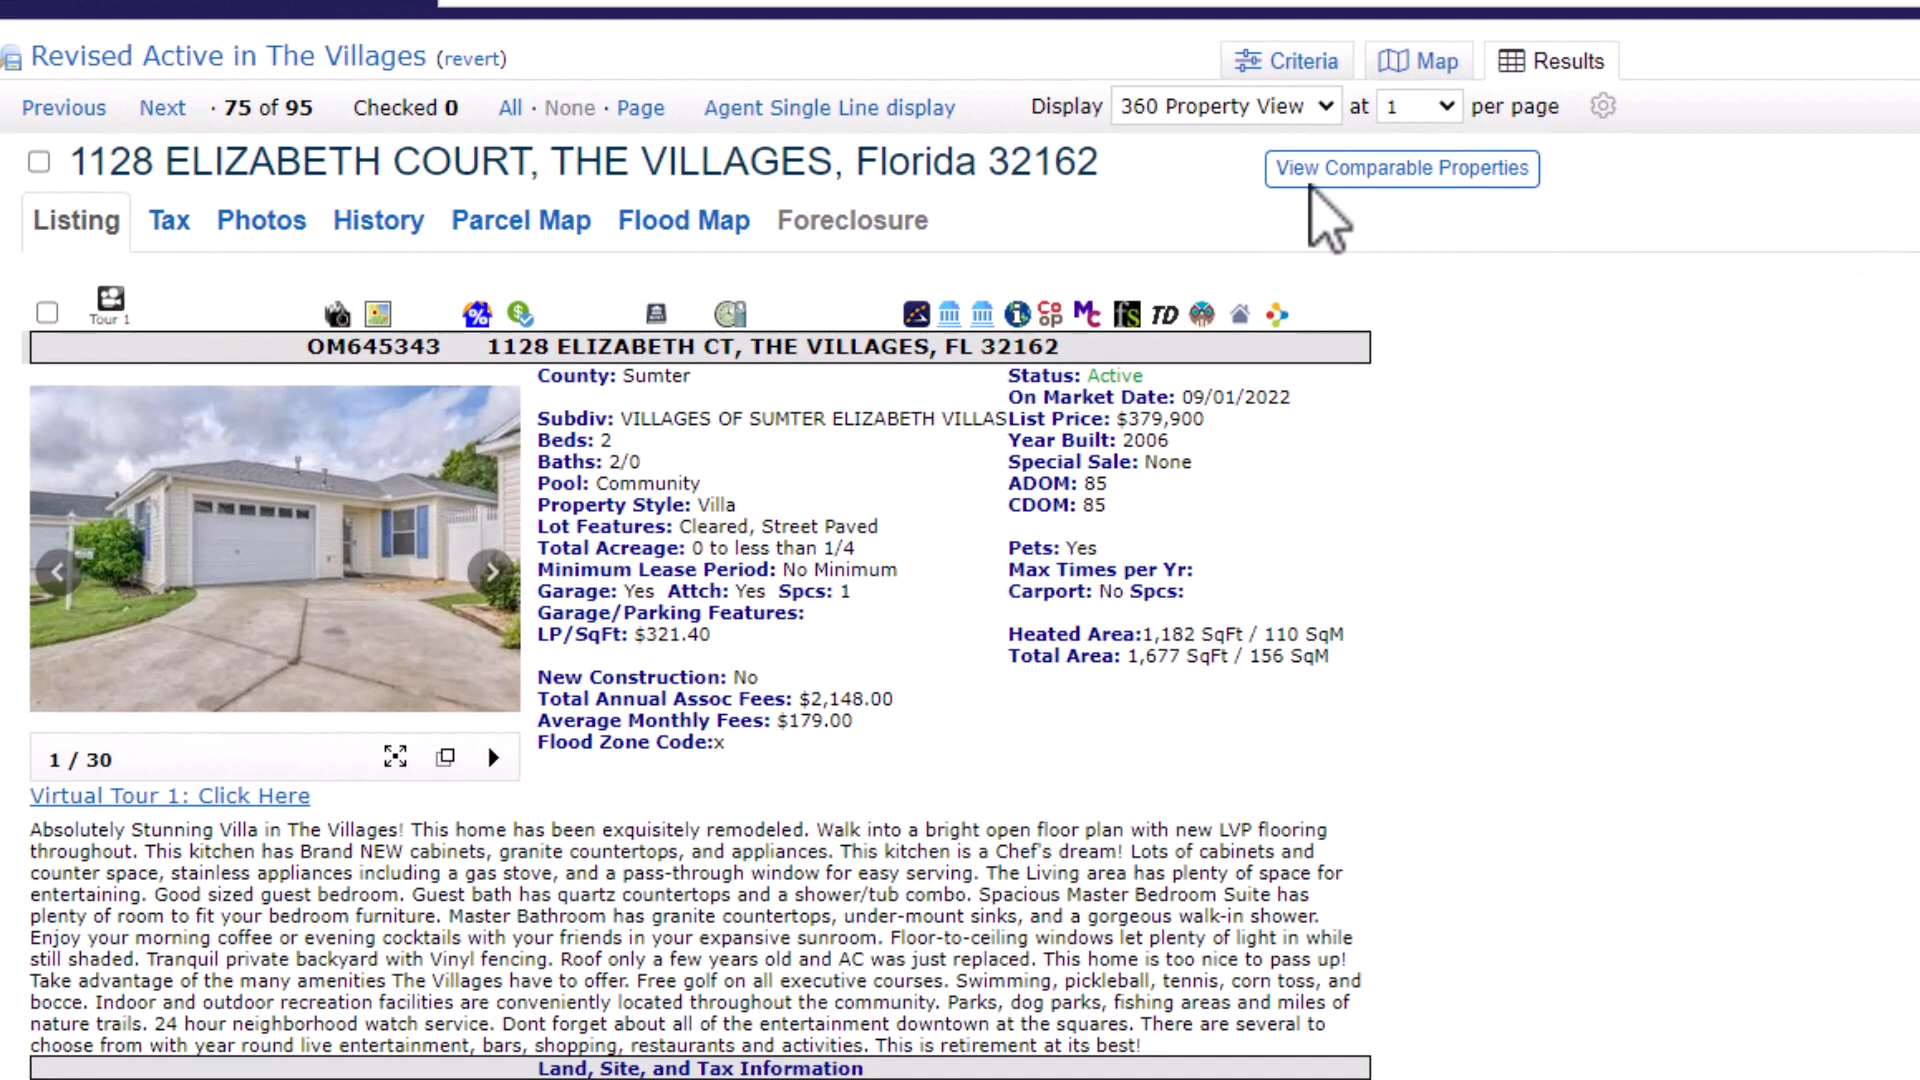 Revised Active in The Villages (revert)
Criteria
Map
Results
Previous Next · 75 of 95 Checked 0 All · None · Page Agent Single Line display Display 360 Property View at 1 per page
1128 ELIZABETH COURT, THE VILLAGES, Florida 32162
View Comparable Properties
Listing Tax Photos History Parcel Map Flood Map Foreclosure
Tour 1
% $ i Co op Mc fs TD
OM645343 1128 ELIZABETH CT, THE VILLAGES, FL 32162
County: Sumter
Status: Active
On Market Date: 09/01/2022
Subdiv: VILLAGES OF SUMTER ELIZABETH VILLAS
List Price: $379,900
Beds: 2
Year Built: 2006
Baths: 2/0
Special Sale: None
Pool: Community
ADOM: 85
Property Style: Villa
CDOM: 85
Lot Features: Cleared, Street Paved
Total Acreage: 0 to less than 1/4
Pets: Yes
Minimum Lease Period: No Minimum
Max Times per Yr:
Garage: Yes Attch: Yes Spcs: 1
Carport: No Spcs:
Garage/Parking Features:
LP/SqFt: $321.40
Heated Area:1,182 SqFt / 110 SqM
Total Area: 1,677 SqFt / 156 SqM
New Construction: No
Total Annual Assoc Fees: $2,148.00
Average Monthly Fees: $179.00
Flood Zone Code:x
1 / 30
Virtual Tour 1: Click Here
Absolutely Stunning Villa in The Villages! This home has been exquisitely remodeled. Walk into a bright open floor plan with new LVP flooring
throughout. This kitchen has Brand NEW cabinets, granite countertops, and appliances. This kitchen is a Chef's dream! Lots of cabinets and
counter space, stainless appliances including a gas stove, and a pass-through window for easy serving. The Living area has plenty of space for
entertaining. Good sized guest bedroom. Guest bath has quartz countertops and a shower/tub combo. Spacious Master Bedroom Suite has
plenty of room to fit your bedroom furniture. Master Bathroom has granite countertops, under-mount sinks, and a gorgeous walk-in shower.
Enjoy your morning coffee or evening cocktails with your friends in your expansive sunroom. Floor-to-ceiling windows let plenty of light in while
still shaded. Tranquil private backyard with Vinyl fencing. Roof only a few years old and AC was just replaced. This home is too nice to pass up!
Take advantage of the many amenities The Villages have to offer. Free golf on all executive courses. Swimming, pickleball, tennis, corn toss, and
bocce. Indoor and outdoor recreation facilities are conveniently located throughout the community. Parks, dog parks, fishing areas and miles of
nature trails. 24 hour neighborhood watch service. Dont forget about all of the entertainment downtown at the squares. There are several to
choose from with year round live entertainment, bars, shopping, restaurants and activities. This is retirement at its best!
Land, Site, and Tax Information